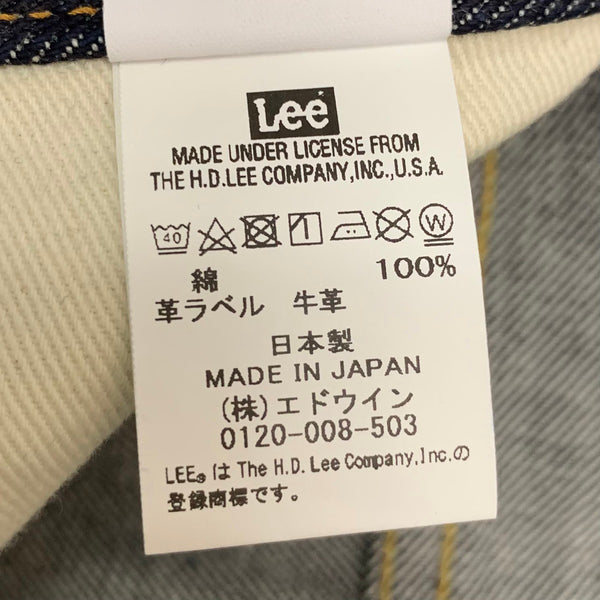 Lee
MADE UNDER LICENSE FROM
THE H.D.LEE COMPANY,INC.,U.S.A.
40 W
綿 100%
革ラベル 牛革
日本製
MADE IN JAPAN
(株)エドウイン
0120-008-503
LEE®は The H.D. Lee Company,Inc.の
登録商標です。